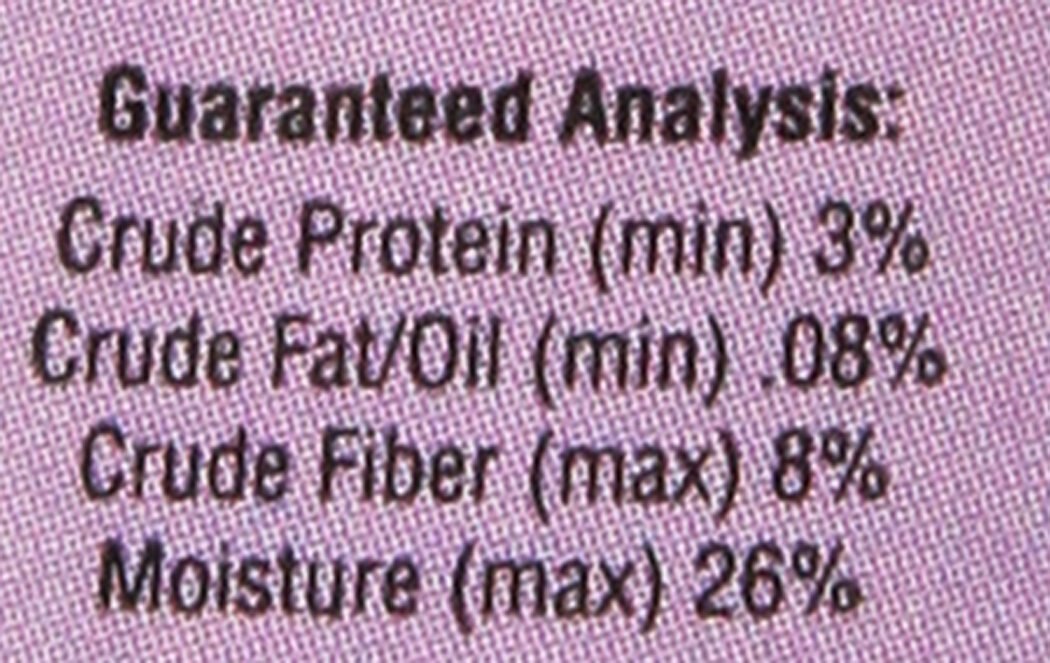 Guaranteed Analysis:
Crude Protein (min) 3%
Crude Fat/Oil (min) .08%
Crude Fiber (max) 8%
Moisture (max) 26%